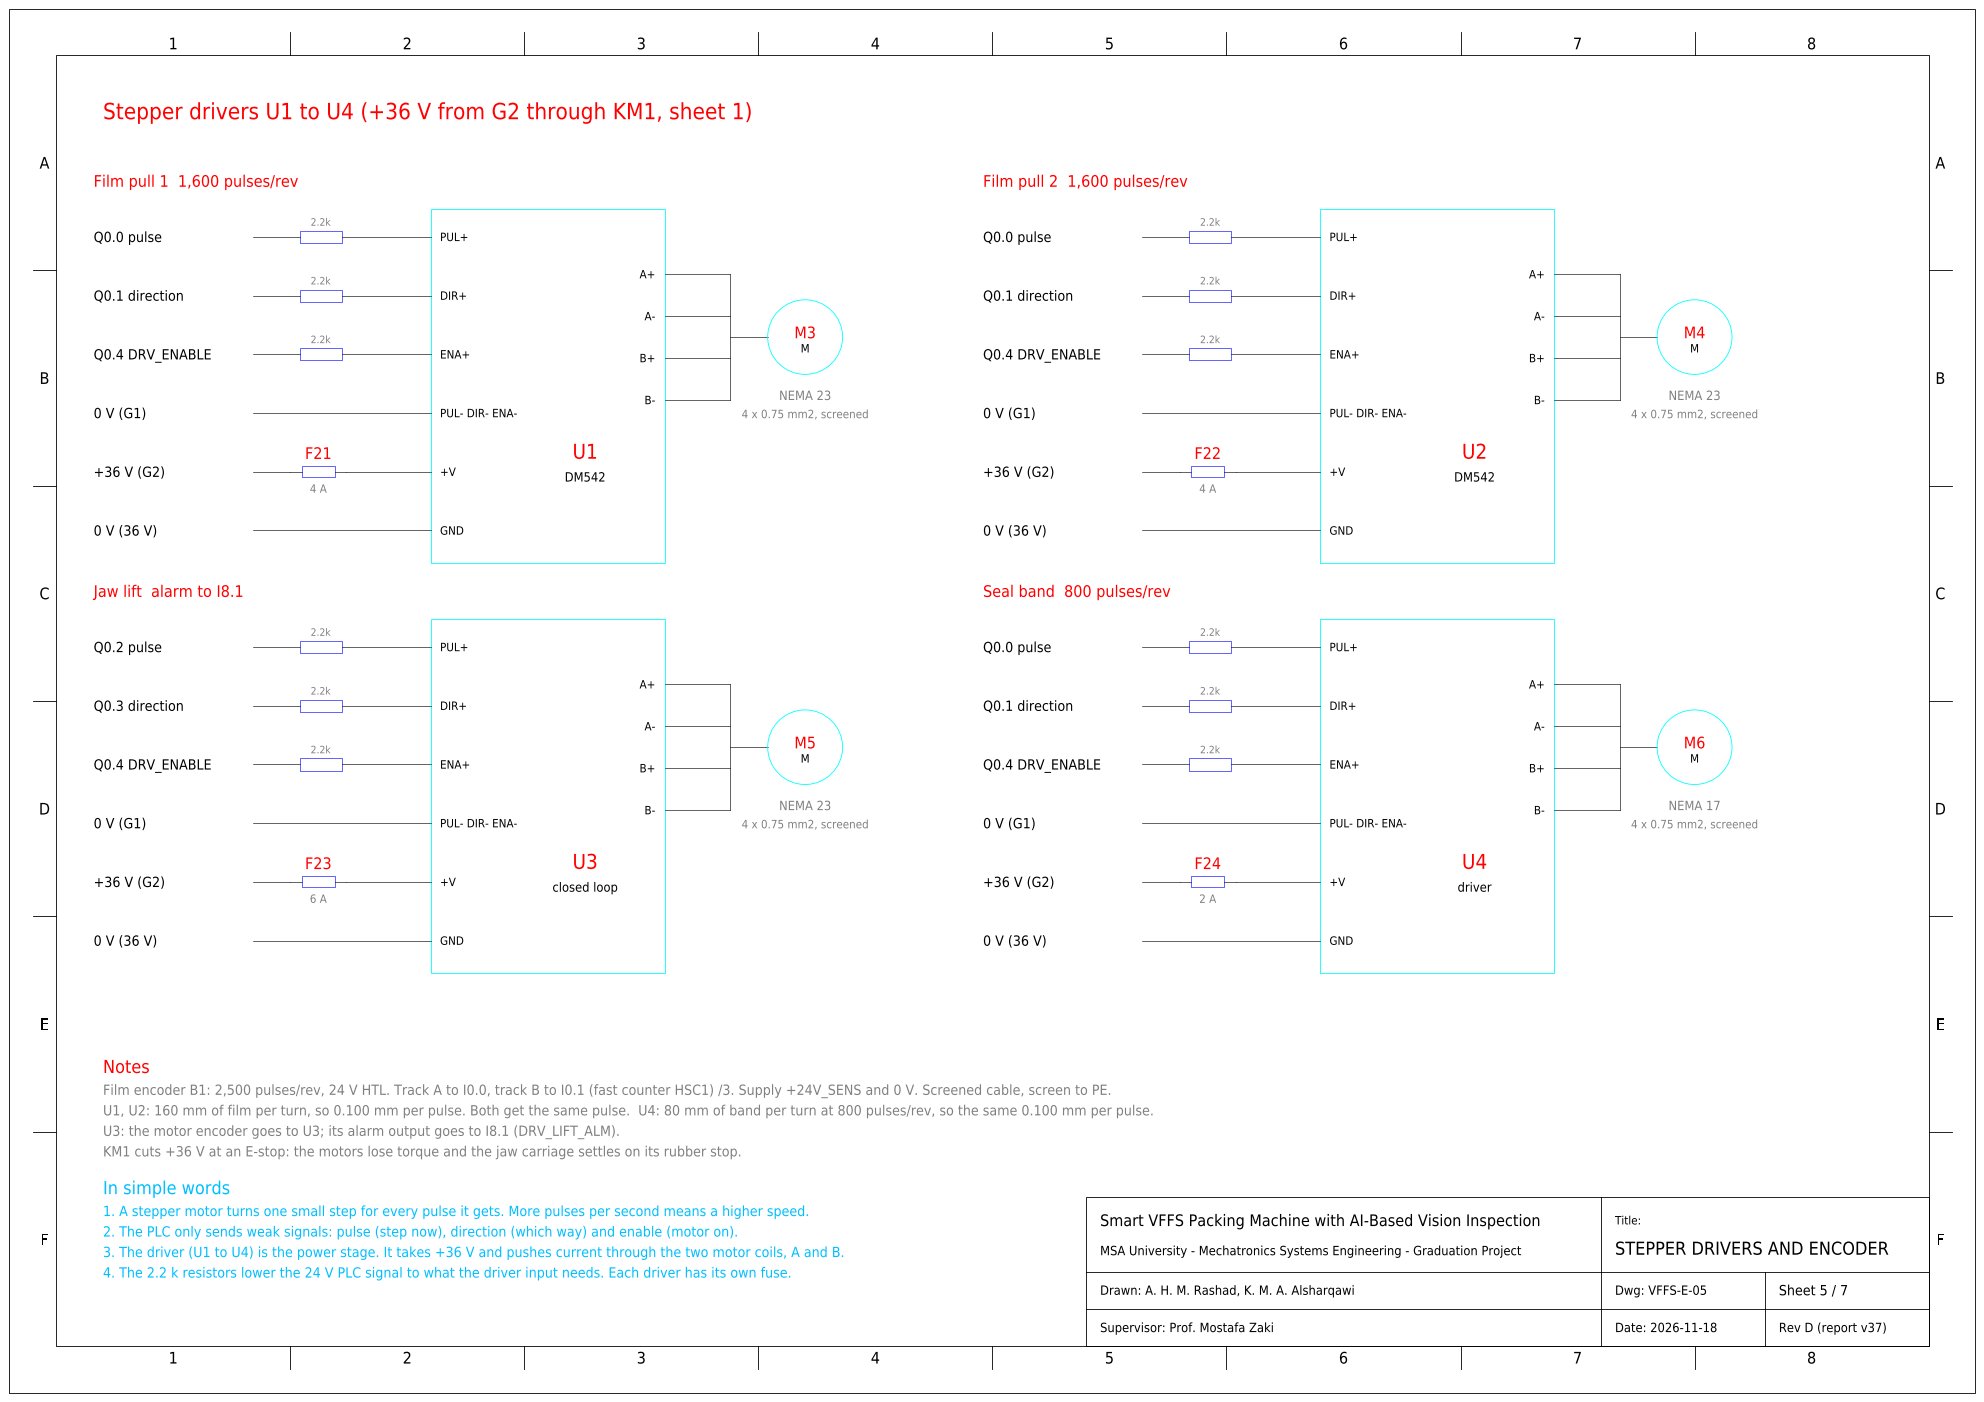 1 2 3 4 5 6 7 8
Stepper drivers U1 to U4 (+36 V from G2 through KM1, sheet 1)
A A
Film pull 1  1,600 pulses/rev
Q0.0 pulse
2.2k
PUL+
Q0.1 direction
2.2k
DIR+
Q0.4 DRV_ENABLE
2.2k
ENA+
0 V (G1)
PUL- DIR- ENA-
+36 V (G2)
F21
4 A
+V
0 V (36 V)
GND
A+
A-
B+
B-
U1
DM542
M3
M
NEMA 23
4 x 0.75 mm2, screened
Film pull 2  1,600 pulses/rev
Q0.0 pulse
2.2k
PUL+
Q0.1 direction
2.2k
DIR+
Q0.4 DRV_ENABLE
2.2k
ENA+
0 V (G1)
PUL- DIR- ENA-
+36 V (G2)
F22
4 A
+V
0 V (36 V)
GND
A+
A-
B+
B-
U2
DM542
M4
M
NEMA 23
4 x 0.75 mm2, screened
B B
C C
Jaw lift  alarm to I8.1
Q0.2 pulse
2.2k
PUL+
Q0.3 direction
2.2k
DIR+
Q0.4 DRV_ENABLE
2.2k
ENA+
0 V (G1)
PUL- DIR- ENA-
+36 V (G2)
F23
6 A
+V
0 V (36 V)
GND
A+
A-
B+
B-
U3
closed loop
M5
M
NEMA 23
4 x 0.75 mm2, screened
Seal band  800 pulses/rev
Q0.0 pulse
2.2k
PUL+
Q0.1 direction
2.2k
DIR+
Q0.4 DRV_ENABLE
2.2k
ENA+
0 V (G1)
PUL- DIR- ENA-
+36 V (G2)
F24
2 A
+V
0 V (36 V)
GND
A+
A-
B+
B-
U4
driver
M6
M
NEMA 17
4 x 0.75 mm2, screened
D D
E E
Notes
Film encoder B1: 2,500 pulses/rev, 24 V HTL. Track A to I0.0, track B to I0.1 (fast counter HSC1) /3. Supply +24V_SENS and 0 V. Screened cable, screen to PE.
U1, U2: 160 mm of film per turn, so 0.100 mm per pulse. Both get the same pulse.  U4: 80 mm of band per turn at 800 pulses/rev, so the same 0.100 mm per pulse.
U3: the motor encoder goes to U3; its alarm output goes to I8.1 (DRV_LIFT_ALM).
KM1 cuts +36 V at an E-stop: the motors lose torque and the jaw carriage settles on its rubber stop.
In simple words
1. A stepper motor turns one small step for every pulse it gets. More pulses per second means a higher speed.
2. The PLC only sends weak signals: pulse (step now), direction (which way) and enable (motor on).
3. The driver (U1 to U4) is the power stage. It takes +36 V and pushes current through the two motor coils, A and B.
4. The 2.2 k resistors lower the 24 V PLC signal to what the driver input needs. Each driver has its own fuse.
F F
Smart VFFS Packing Machine with AI-Based Vision Inspection
MSA University - Mechatronics Systems Engineering - Graduation Project
Title:
STEPPER DRIVERS AND ENCODER
Drawn: A. H. M. Rashad, K. M. A. Alsharqawi
Dwg: VFFS-E-05
Sheet 5 / 7
Supervisor: Prof. Mostafa Zaki
Date: 2026-11-18
Rev D (report v37)
1 2 3 4 5 6 7 8